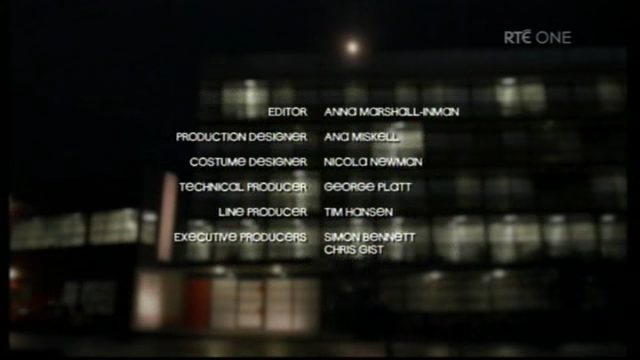 RTÉ ONE
EDITOR ANNA MARSHALL-INMAN
PRODUCTION DESIGNER ANA MISKELL
COSTUME DESIGNER NICOLA NEWMAN
TECHNICAL PRODUCER GEORGE PLATT
LINE PRODUCER TIM HANSEN
EXECUTIVE PRODUCERS SIMON BENNETT
CHRIS GIST